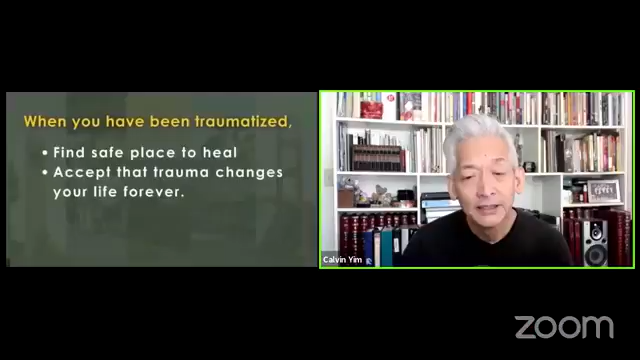 When you have been traumatized,
• Find safe place to heal
• Accept that trauma changes
your life forever.
Calvin Yim
zoom